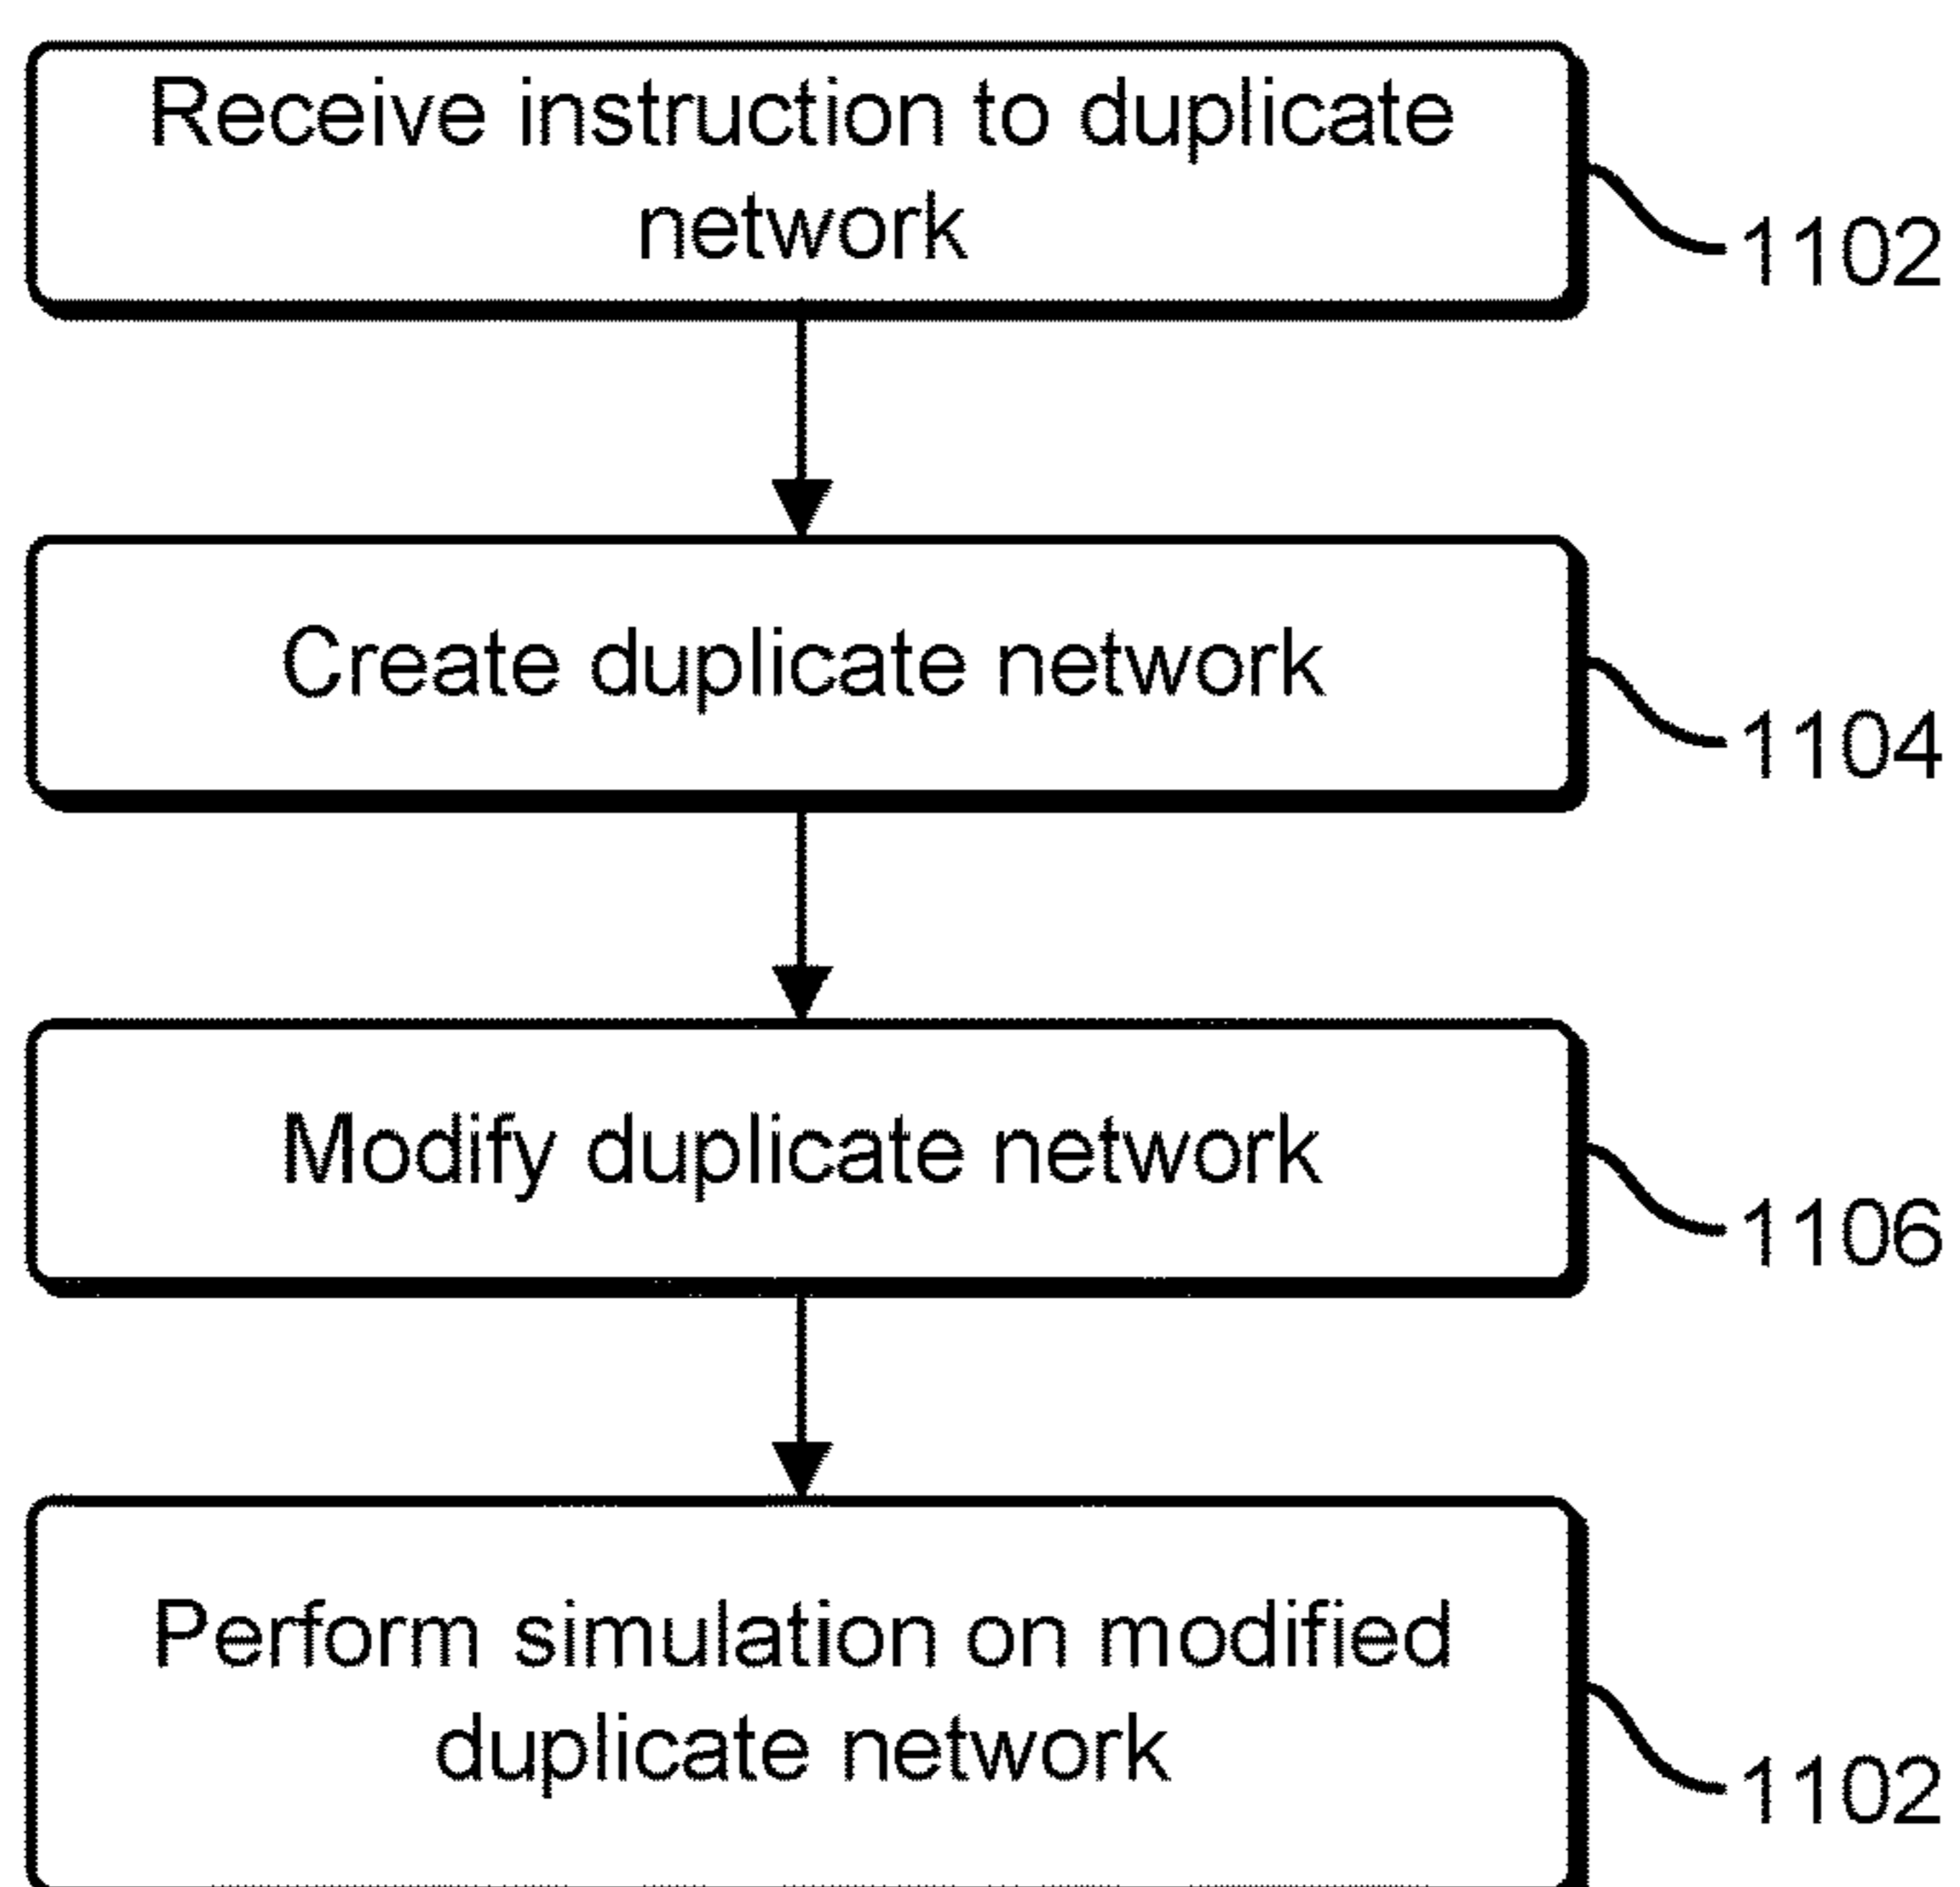 Receive instruction to duplicate
network
1102
Create duplicate network
1104
Modify duplicate network
1106
Perform simulation on modified
duplicate network
1102